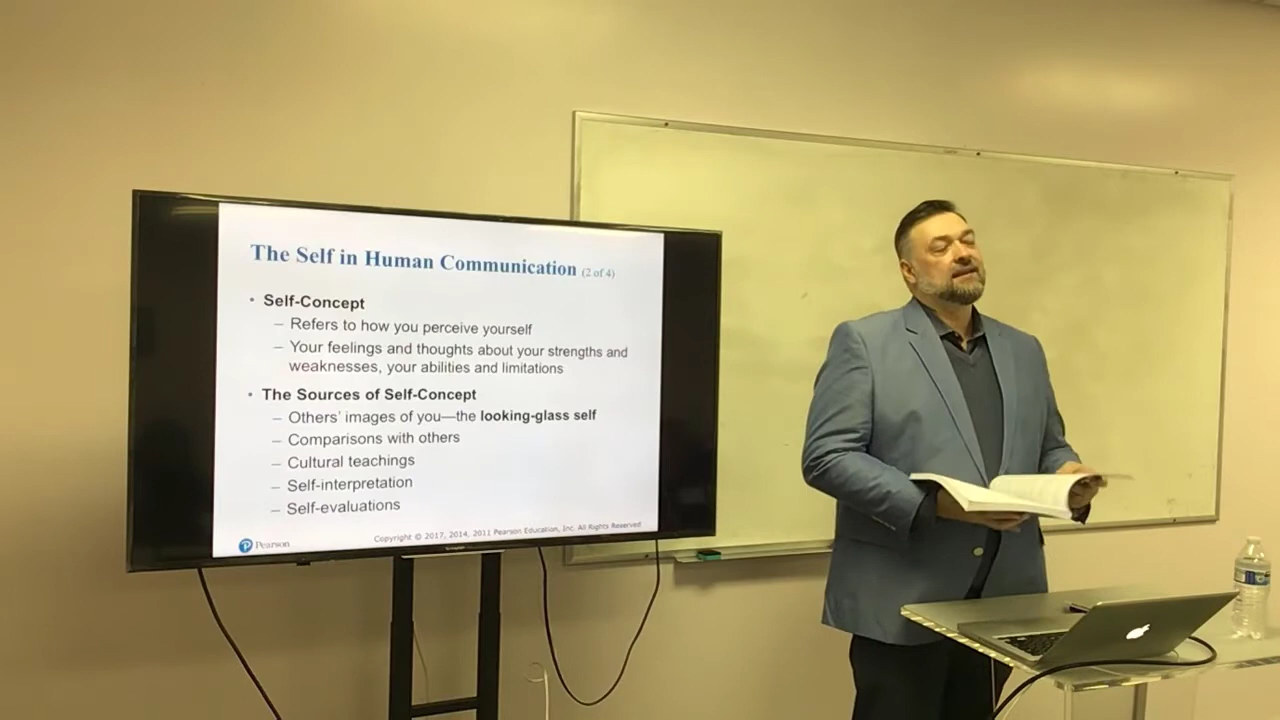 The Self in Human Communication (2 of 4)
• Self-Concept
– Refers to how you perceive yourself
– Your feelings and thoughts about your strengths and
weaknesses, your abilities and limitations
• The Sources of Self-Concept
– Others' images of you—the looking-glass self
– Comparisons with others
– Cultural teachings
– Self-interpretation
– Self-evaluations
Pearson
Copyright © 2017, 2014, 2011 Pearson Education, Inc. All Rights Reserved